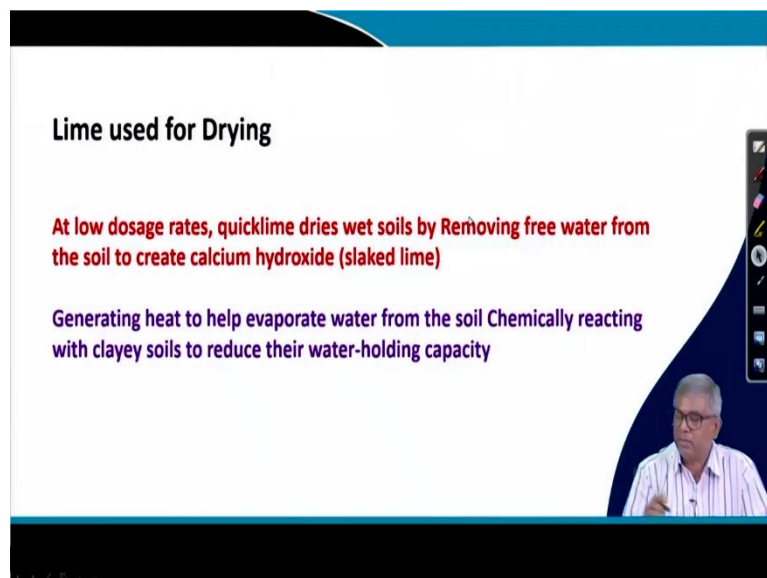 Lime used for Drying
At low dosage rates, quicklime dries wet soils by Removing free water from
the soil to create calcium hydroxide (slaked lime)
Generating heat to help evaporate water from the soil Chemically reacting
with clayey soils to reduce their water-holding capacity